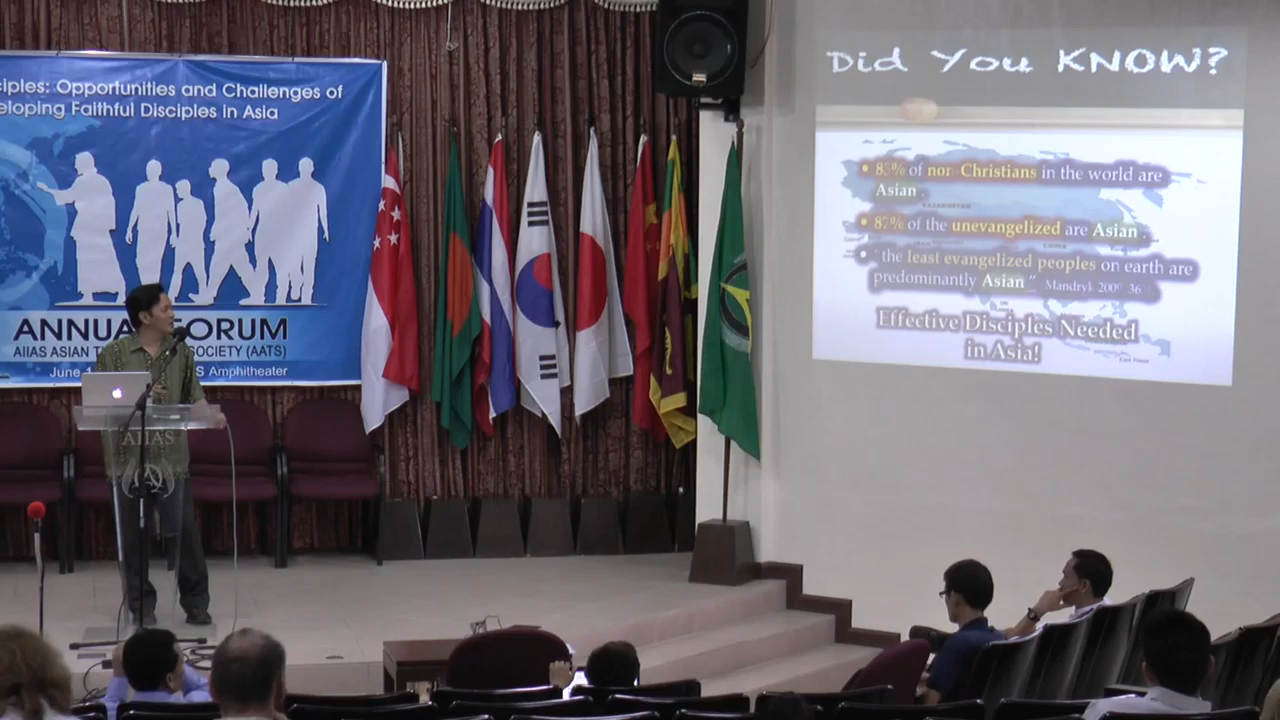 ciples: Opportunities and Challenges of
eloping Faithful Disciples in Asia
ANNUA FORUM
AIIAS ASIAN T SOCIETY (AATS)
June 1 S Amphitheater
AIIAS
Did You KNOW?
• of non Christians in the world are
Asian .
• of the unevangelized are Asian .
• "the least evangelized peoples on earth are
predominantly Asian "
Effective Disciples Needed
in Asia!